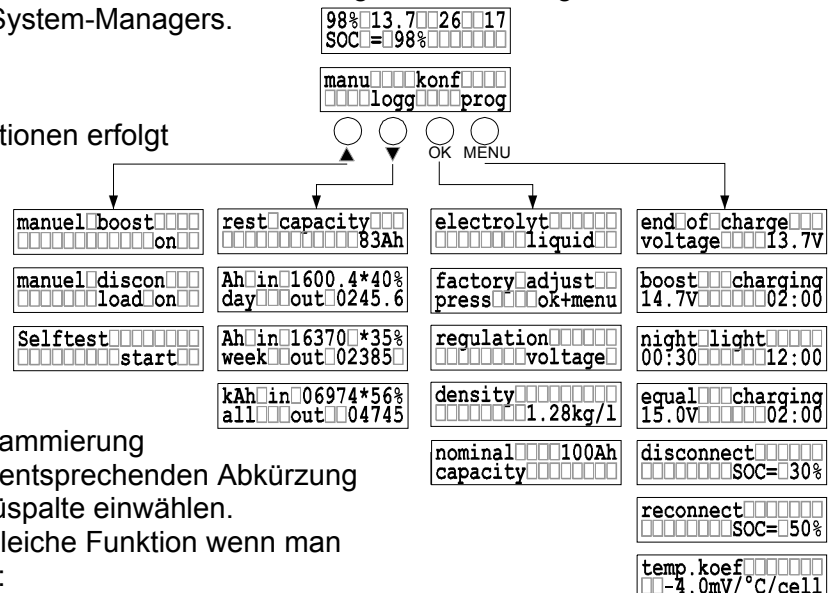 System-Managers.
98% 13.7 26 17
SOC = 98%
manu konf
logg prog
tionen erfolgt
▲ ▼ OK MENU
manuel boost
on
manuel discon
load on
Selftest
start
rest capacity
83Ah
Ah in 1600.4*40%
day out 0245.6
Ah in 16370 *35%
week out 02385
kAh in 06974*56%
all out 04745
electrolyt
liquid
factory adjust
press ok+menu
regulation
voltage
density
1.28kg/l
nominal 100Ah
capacity
end of charge
voltage 13.7V
boost charging
14.7V 02:00
night light
00:30 12:00
equal charging
15.0V 02:00
disconnect
SOC= 30%
reconnect
SOC= 50%
temp.koef
-4.0mV/°C/cell
ammierung
entsprechenden Abkürzung
üspalte einwählen.
leiche Funktion wenn man
: